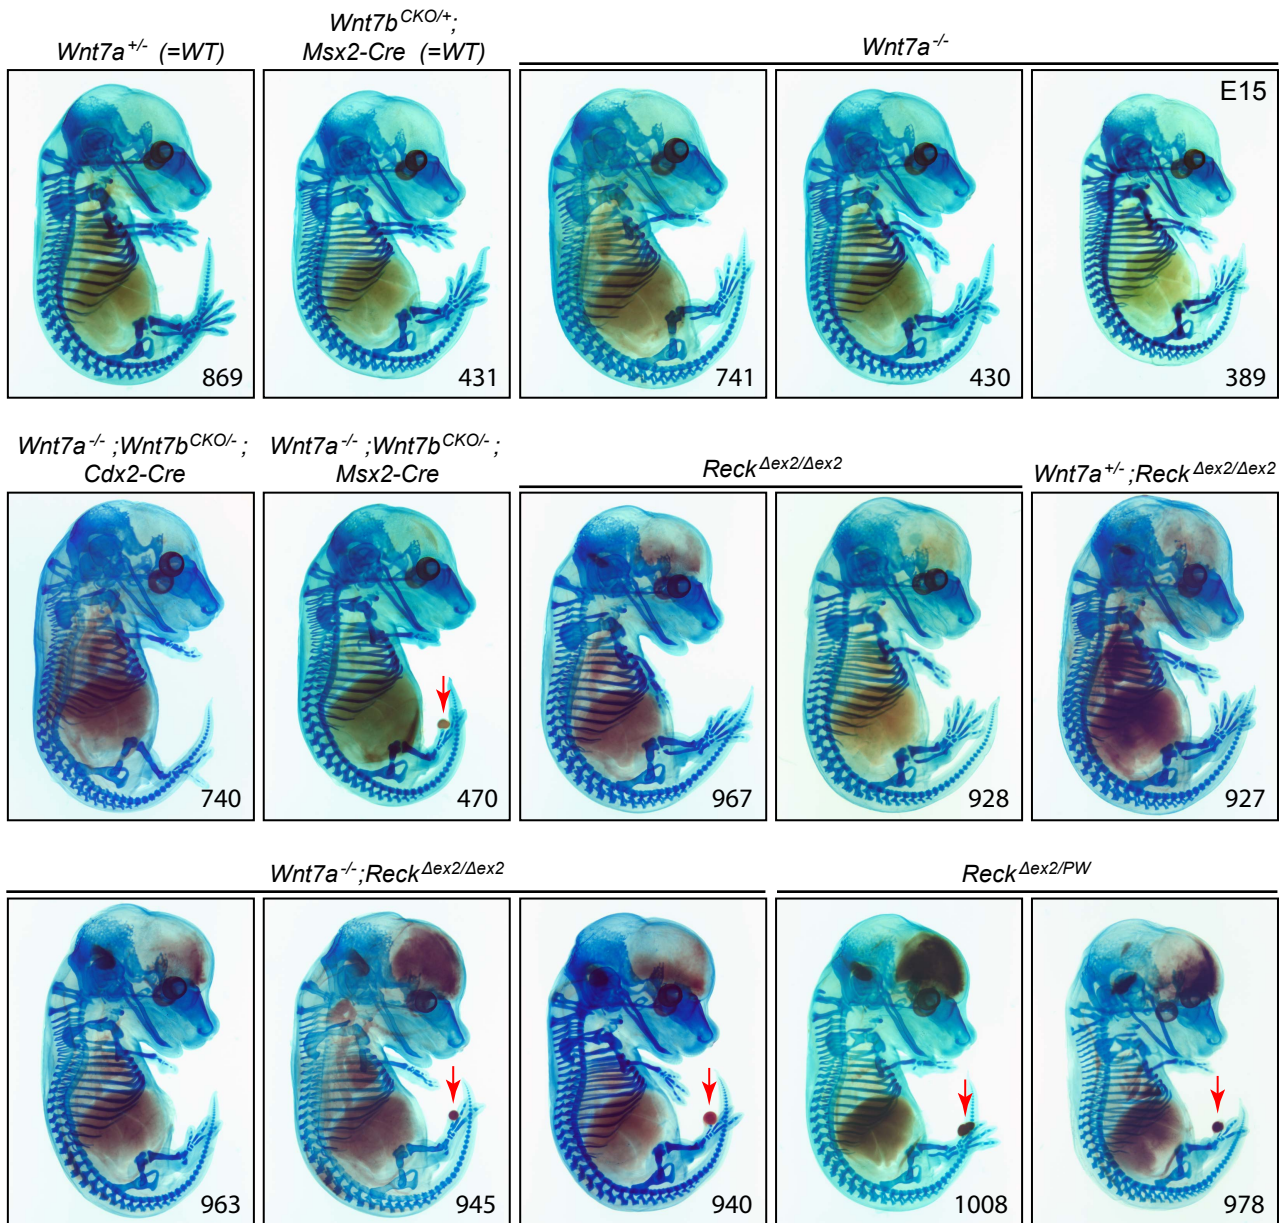 Wnt7a+/- (=WT)
Wnt7bCKO/+;
Msx2-Cre (=WT)
Wnt7a-/-
E15
869
431
741
430
389
Wnt7a-/- ;Wnt7bCKO/- ;
Cdx2-Cre
Wnt7a-/- ;Wnt7bCKO/-;
Msx2-Cre
ReckΔex2/Δex2
Wnt7a+/- ;ReckΔex2/Δex2
740
470
967
928
927
Wnt7a-/-;ReckΔex2/Δex2
ReckΔex2/PW
963
945
940
1008
978